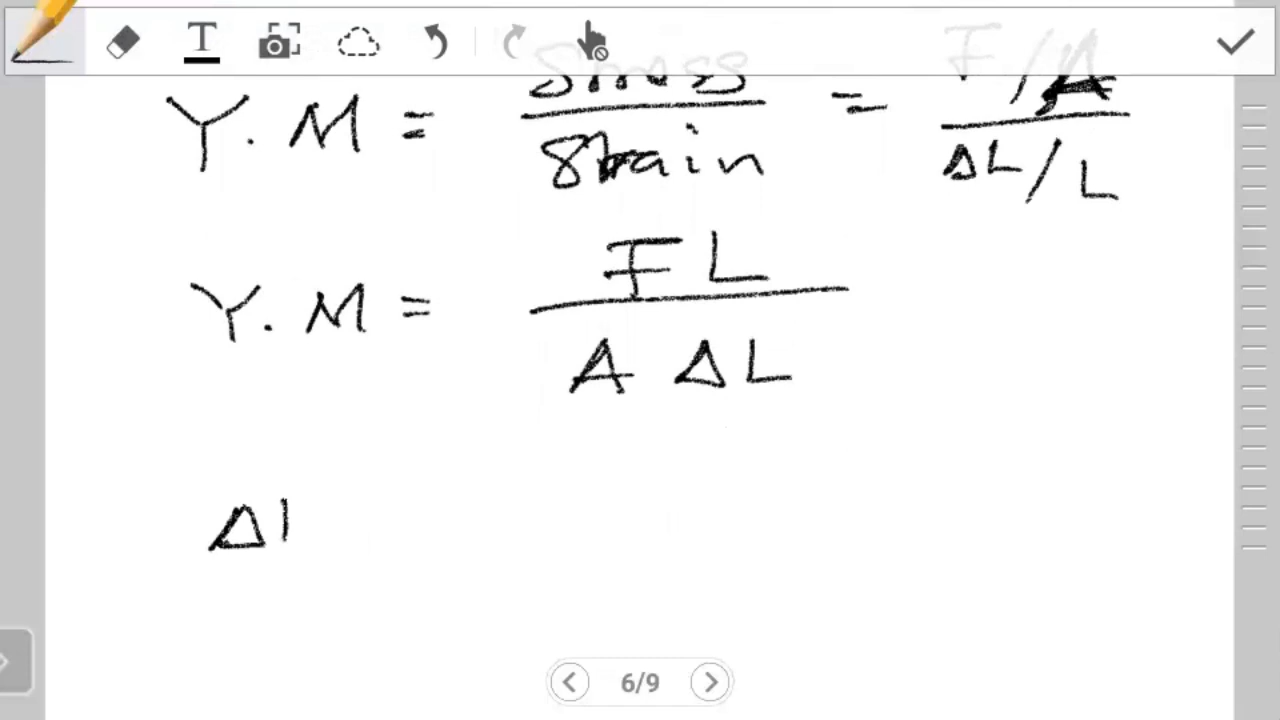 Y.M = Stress / Strain = F/A / ΔL/L
Y.M = FL / A ΔL
Δl
6/9